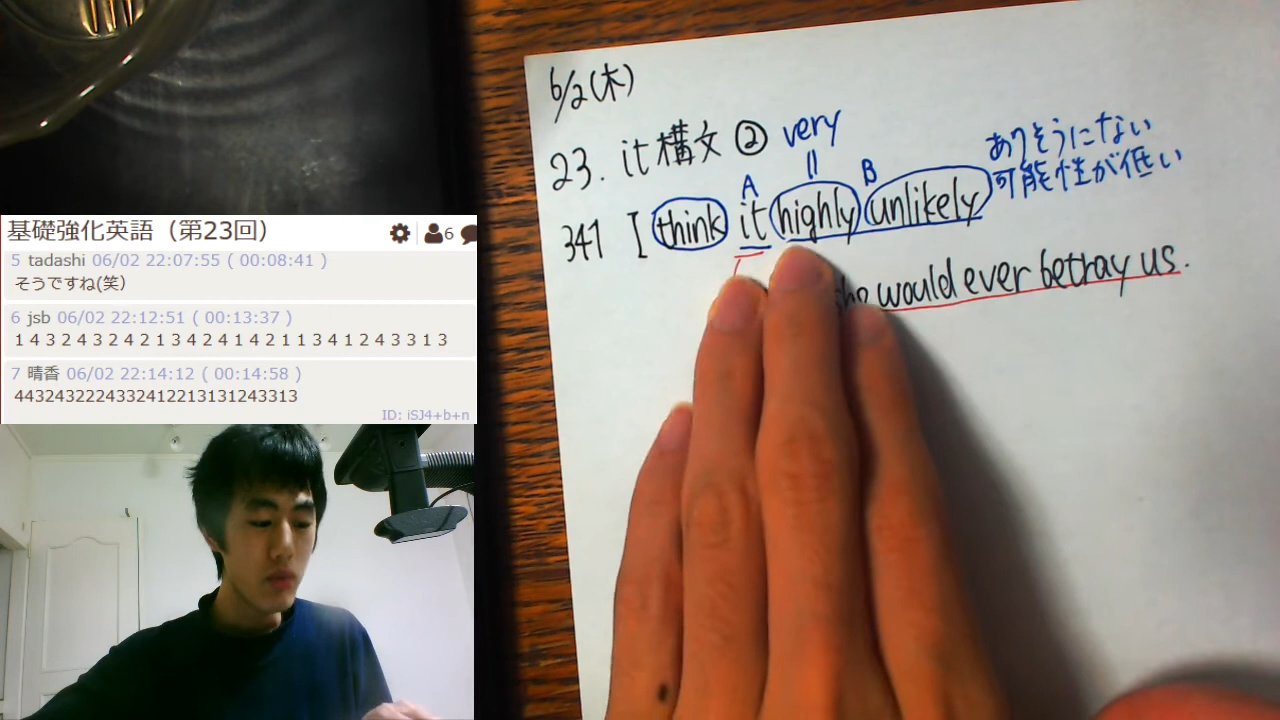 基礎強化英語（第23回）
6
5 tadashi 06/02 22:07:55 ( 00:08:41 )
そうですね(笑)
6 jsb 06/02 22:12:51 ( 00:13:37 )
1 4 3 2 4 3 2 4 2 1 3 4 2 4 1 4 2 1 1 3 4 1 2 4 3 3 1 3
7 晴香 06/02 22:14:12 ( 00:14:58 )
4432432224332412213131243313
ID: iSJ4+b+n
6/2(木)
23. it構文 ② very
ありそうにない
可能性が低い
A B
341 I think it highly unlikely
would ever betray us.